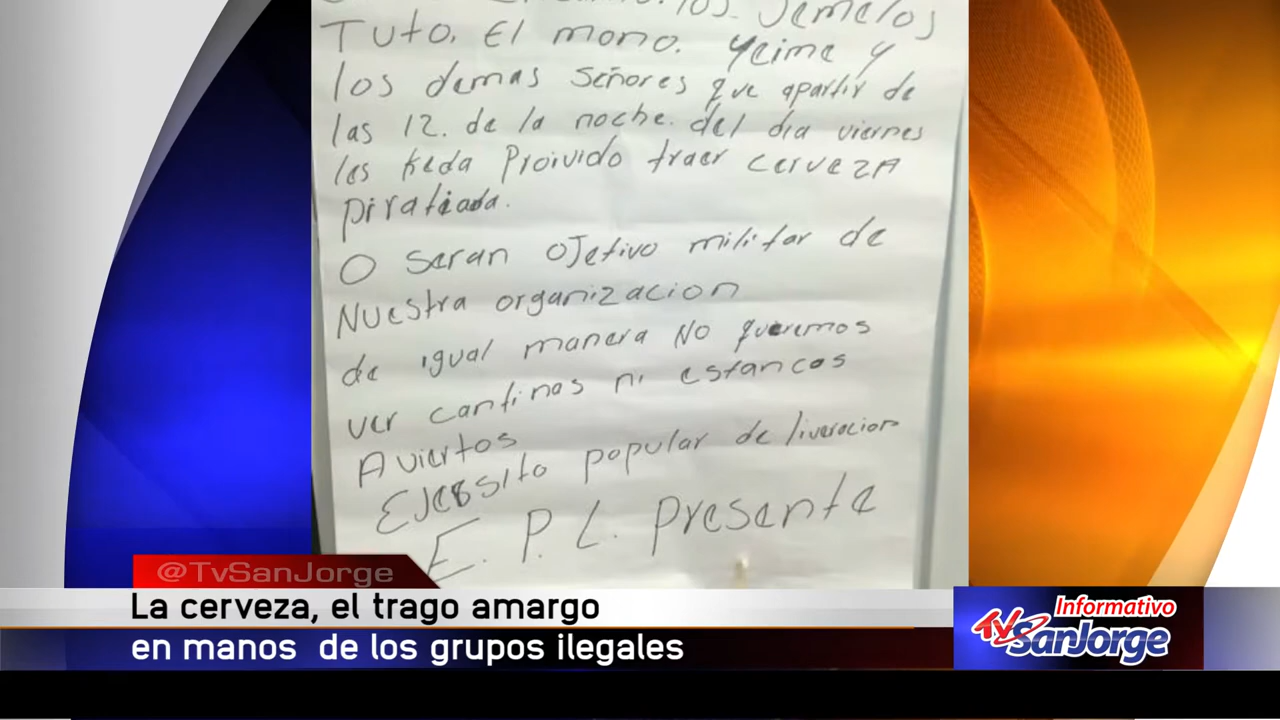 los Jemelos
Tuto. El mono. Yeime y
los demas señores que apartir de
las 12. de la noche. del dia viernes
les keda Proivido traer cerveza
piratiada.
O seran ojetivo militar de
Nuestra organizacion
de igual manera No queremos
ver cantinas ni estancos
Aviertos
Ejersito popular de liveracion
E. P. L. presente
@TvSanJorge
La cerveza, el trago amargo
en manos de los grupos ilegales
Informativo
TV SanJorge